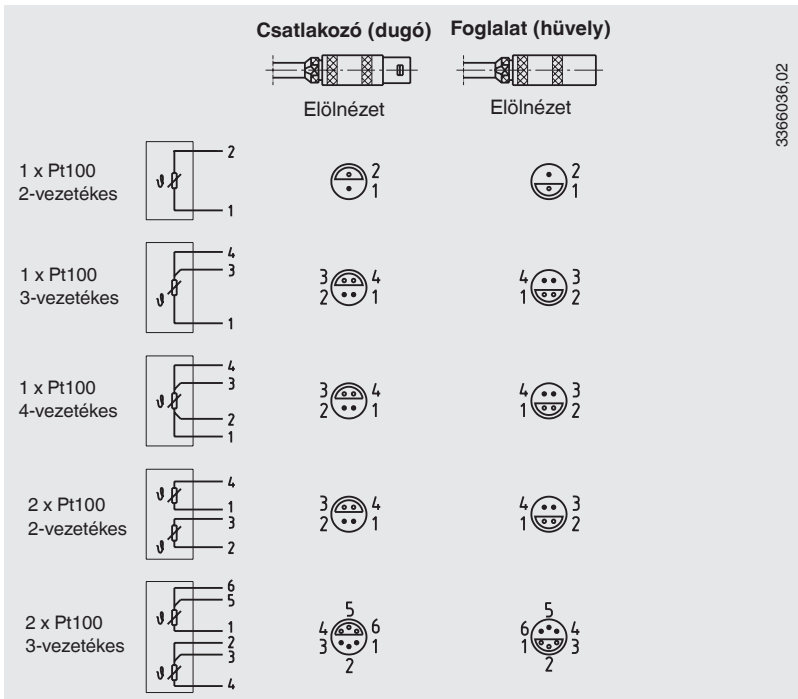 Csatlakozó (dugó) Foglalat (hüvely)
Elölnézet Elölnézet
3366036,02
1 x Pt100
2-vezetékes
ϑ
2
1
2
1
2
1
1 x Pt100
3-vezetékes
ϑ
4
3
1
3 4
2 1
4 3
1 2
1 x Pt100
4-vezetékes
ϑ
4
3
2
1
3 4
2 1
4 3
1 2
2 x Pt100
2-vezetékes
ϑ
ϑ
4
1
3
2
3 4
2 1
4 3
1 2
2 x Pt100
3-vezetékes
ϑ
ϑ
6
5
1
2
3
4
5
4 6
3 1
2
5
6 4
1 3
2